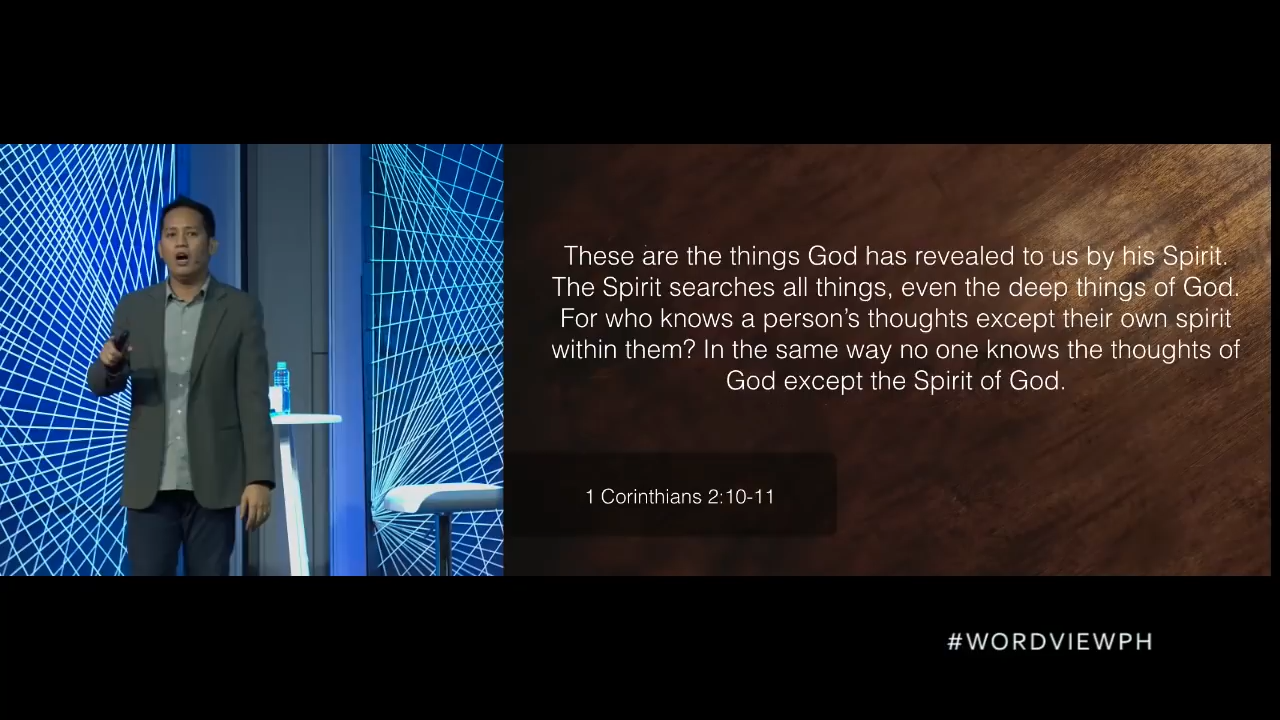 These are the things God has revealed to us by his Spirit.
The Spirit searches all things, even the deep things of God.
For who knows a person’s thoughts except their own spirit
within them? In the same way no one knows the thoughts of
God except the Spirit of God.
1 Corinthians 2:10-11
#WORDVIEWPH